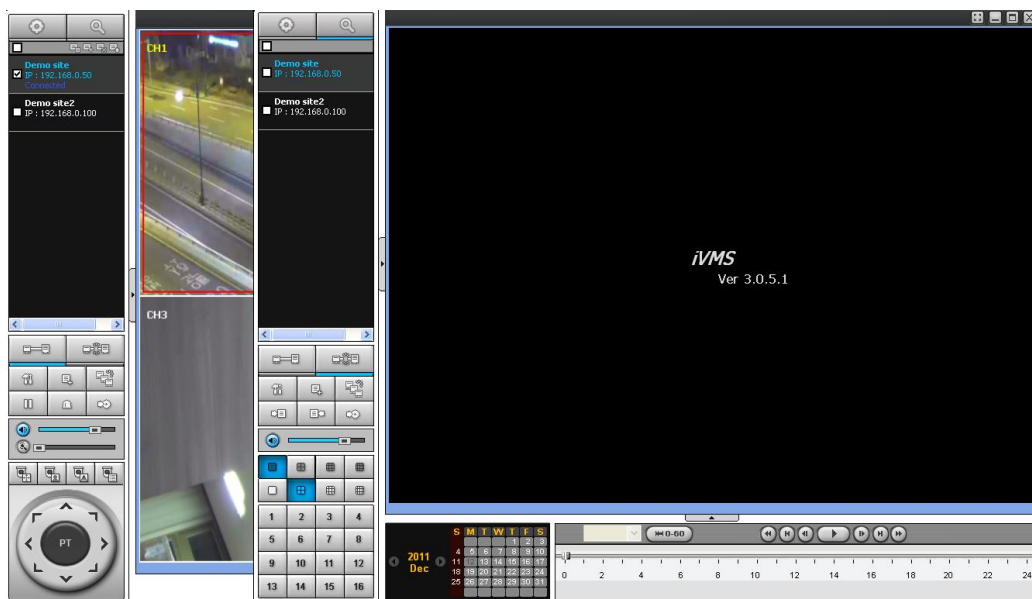 Demo site
IP : 192.168.0.50
Connected
Demo site2
IP : 192.168.0.100
PT
CH1
CH3
Demo site
IP : 192.168.0.50
Demo site2
IP : 192.168.0.100
1 2 3 4
5 6 7 8
9 10 11 12
13 14 15 16
iVMS
Ver 3.0.5.1
2011
Dec
S M T W T F S
1 2 3
4 5 6 7 8 9 10
11 12 13 14 15 16 17
18 19 20 21 22 23 24
25 26 27 28 29 30 31
0-60
0 2 4 6 8 10 12 14 16 18 20 22 24